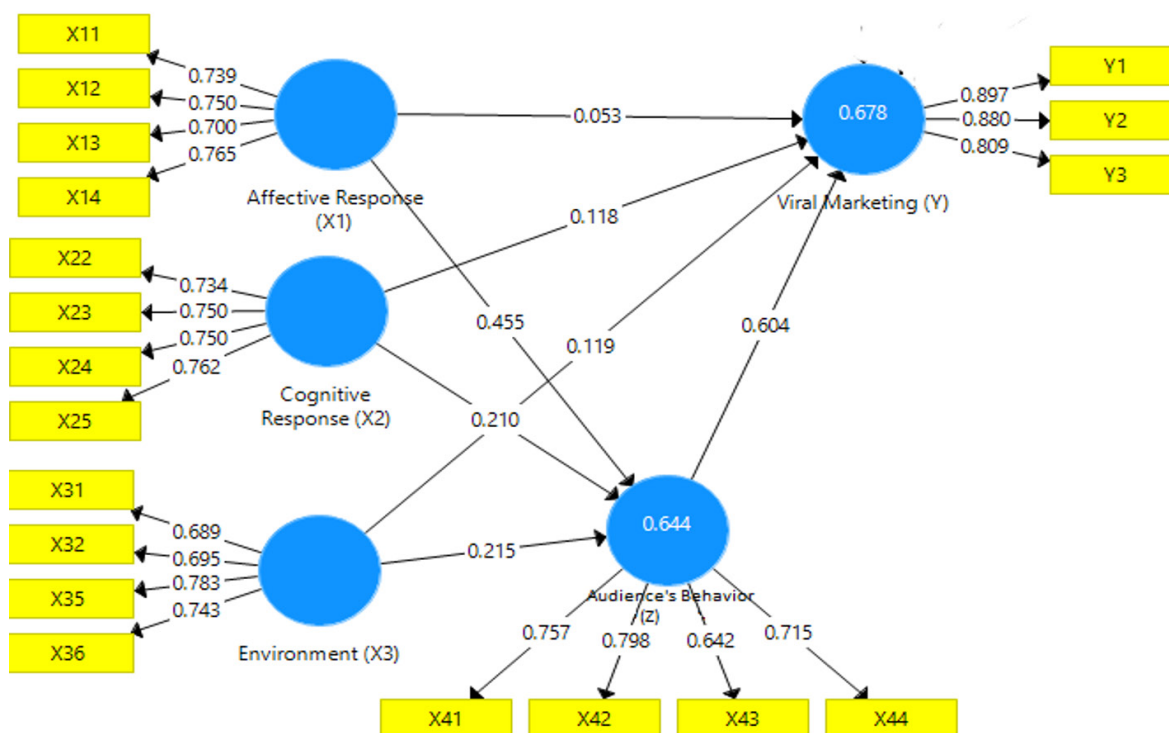 X11
X12
X13
X14
0.739
0.750
0.700
0.765
Affective Response
(X1)
0.053
0.678
Viral Marketing (Y)
0.897
0.880
0.809
Y1
Y2
Y3
0.118
X22
X23
X24
X25
0.734
0.750
0.750
0.762
Cognitive
Response (X2)
0.455
0.119
0.604
0.210
X31
X32
X35
X36
0.689
0.695
0.783
0.743
Environment (X3)
0.215
0.644
Audience's Behavior
(Z)
0.757
0.798
0.642
0.715
X41
X42
X43
X44